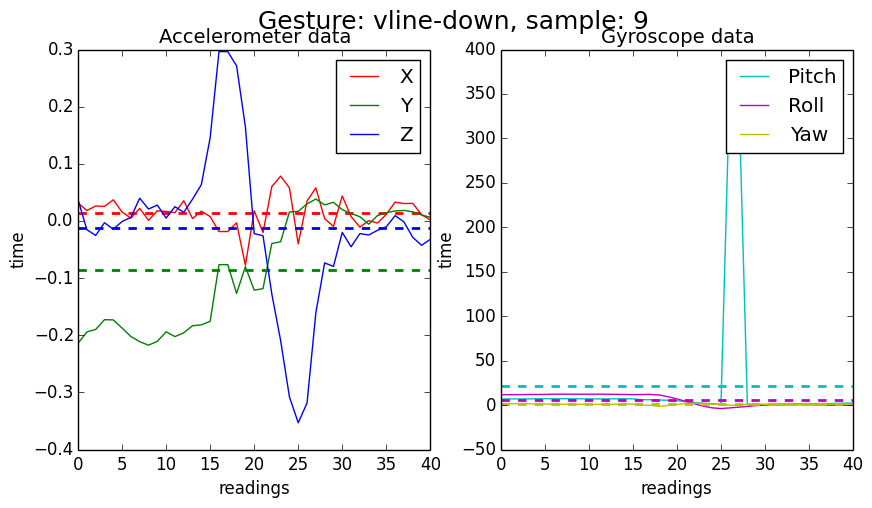 Gesture: vline-down, sample: 9
Accelerometer data
0.3
0.2
0.1
0.0
−0.1
−0.2
−0.3
−0.4
time
0 5 10 15 20 25 30 35 40
readings
X
Y
Z
Gyroscope data
400
350
300
250
200
150
100
50
0
−50
time
0 5 10 15 20 25 30 35 40
readings
Pitch
Roll
Yaw